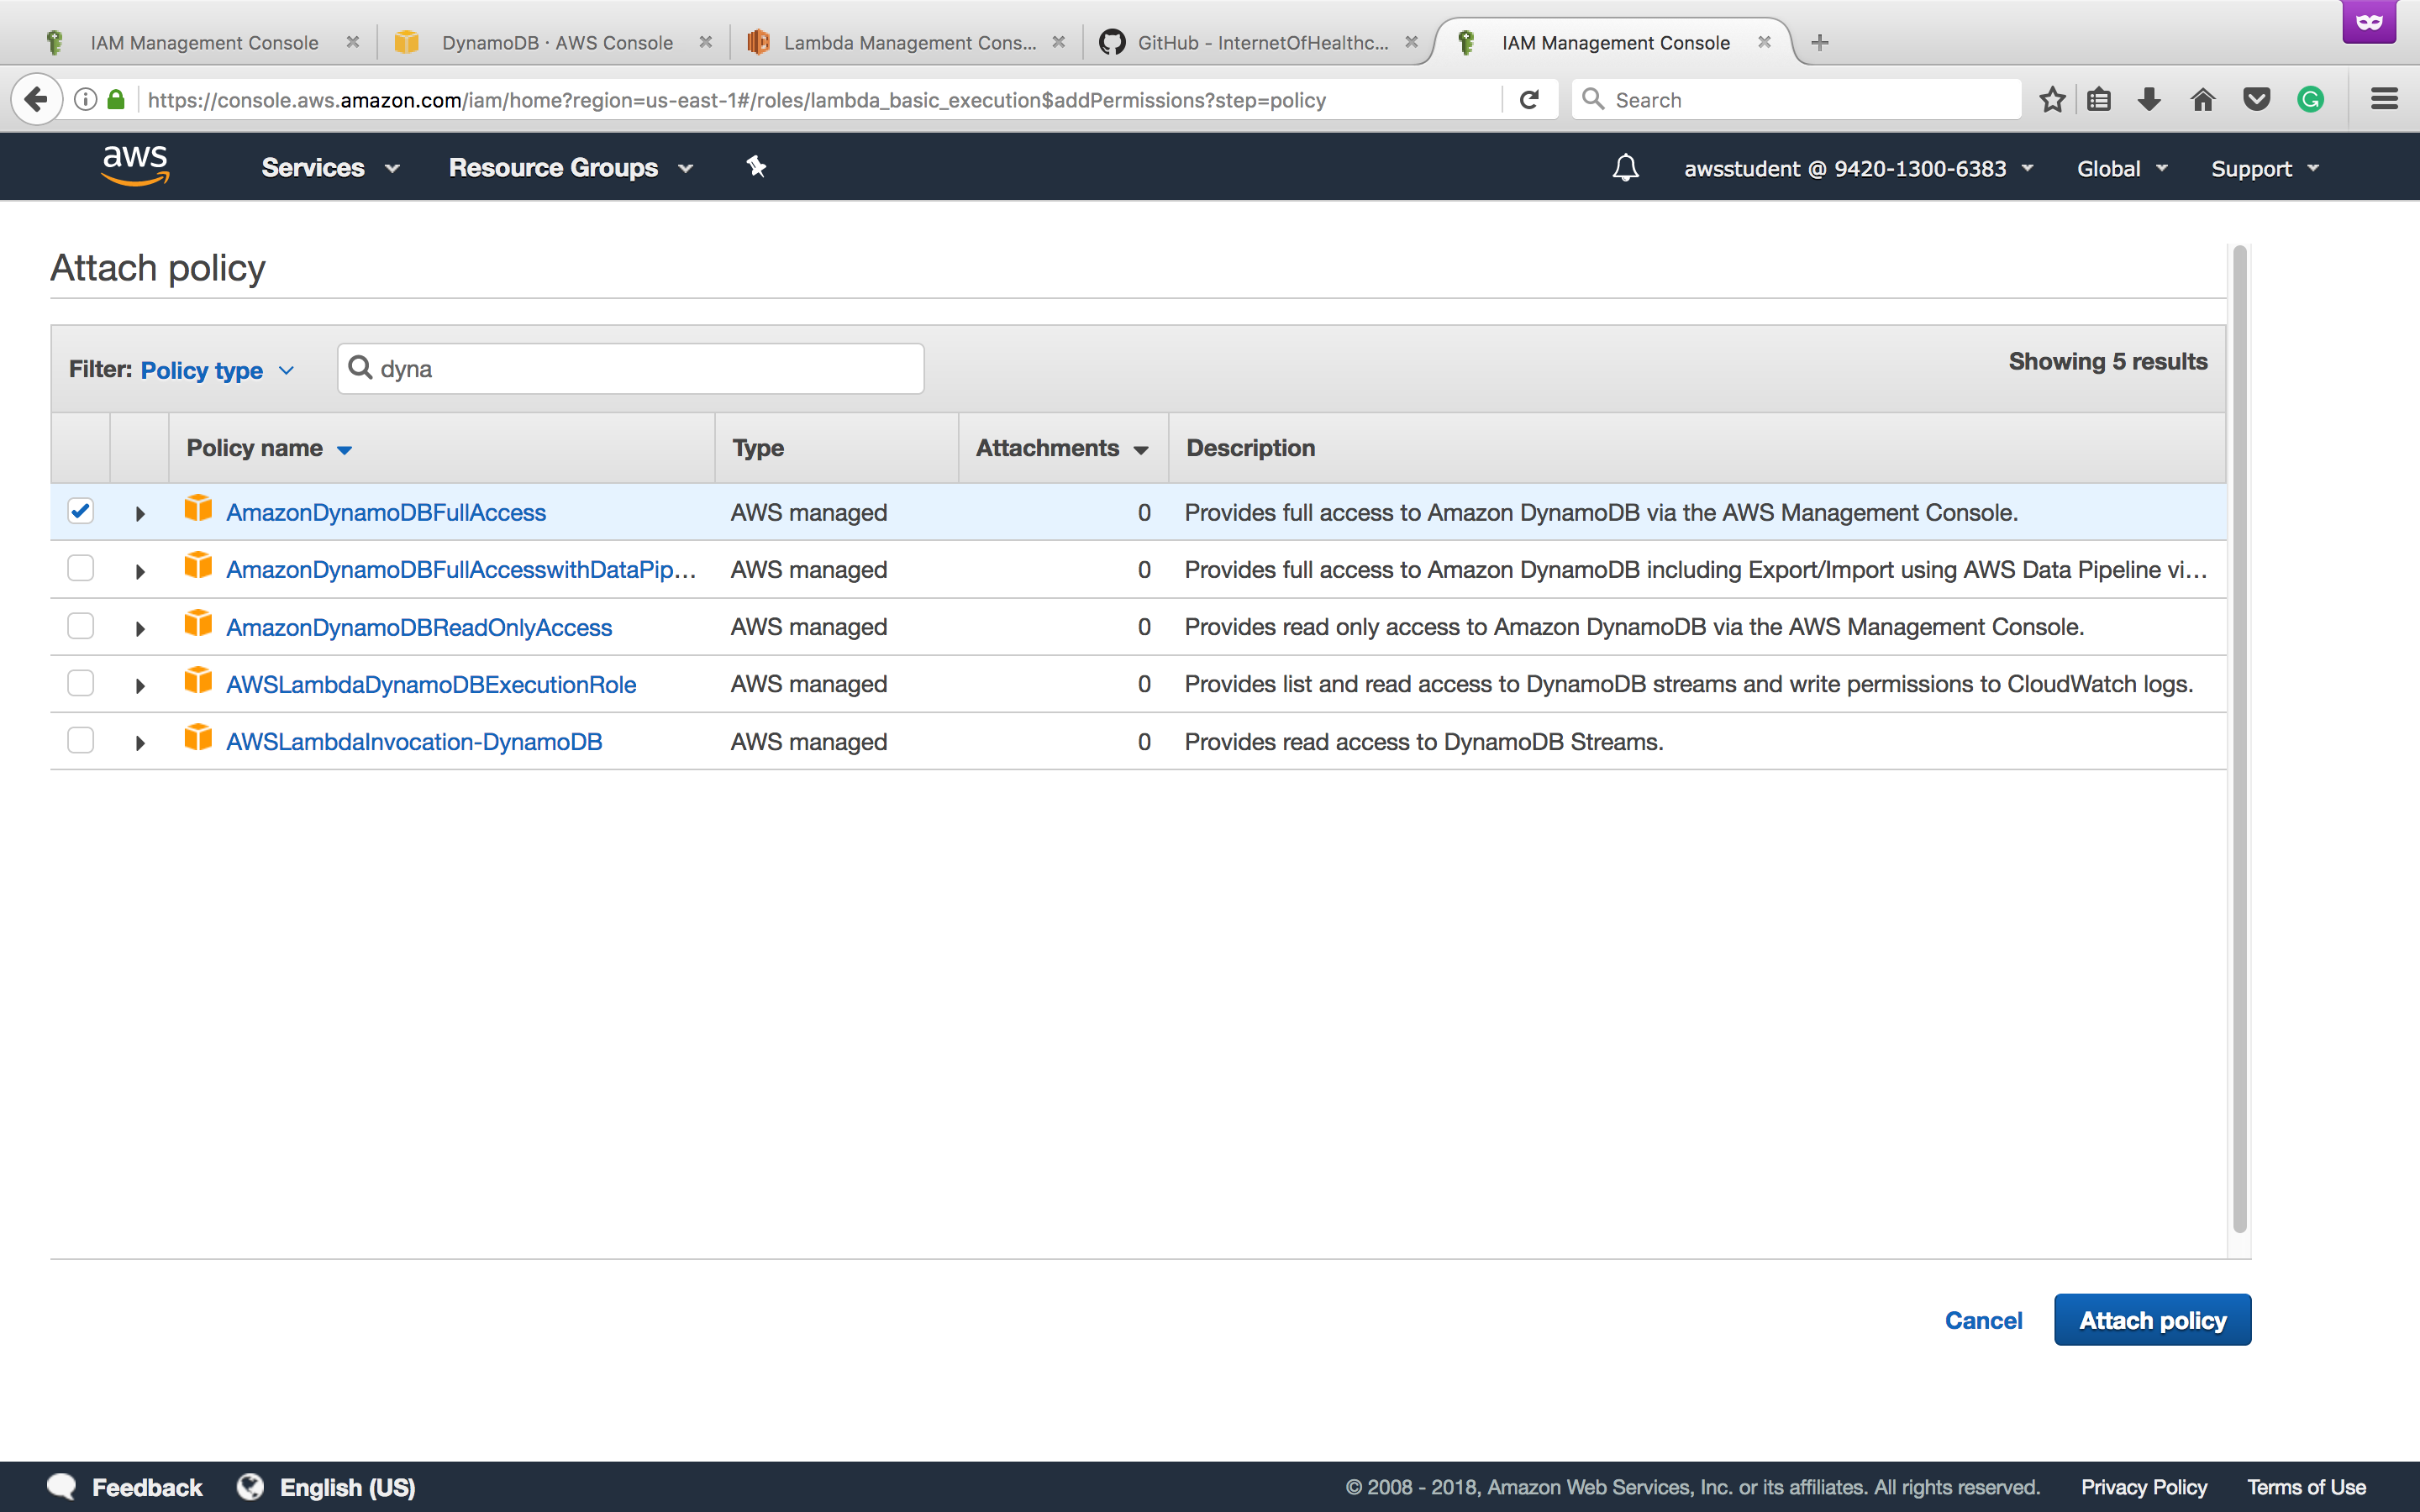 IAM Management Console
DynamoDB · AWS Console
Lambda Management Cons...
GitHub - InternetOfHealthc...
IAM Management Console
https://console.aws.amazon.com/iam/home?region=us-east-1#/roles/lambda_basic_execution$addPermissions?step=policy
Search
aws
Services
Resource Groups
awsstudent @ 9420-1300-6383
Global
Support
Attach policy
Filter: Policy type
dyna
Showing 5 results
Policy name
Type
Attachments
Description
AmazonDynamoDBFullAccess AWS managed 0 Provides full access to Amazon DynamoDB via the AWS Management Console.
AmazonDynamoDBFullAccesswithDataPip... AWS managed 0 Provides full access to Amazon DynamoDB including Export/Import using AWS Data Pipeline vi...
AmazonDynamoDBReadOnlyAccess AWS managed 0 Provides read only access to Amazon DynamoDB via the AWS Management Console.
AWSLambdaDynamoDBExecutionRole AWS managed 0 Provides list and read access to DynamoDB streams and write permissions to CloudWatch logs.
AWSLambdaInvocation-DynamoDB AWS managed 0 Provides read access to DynamoDB Streams.
Cancel
Attach policy
Feedback
English (US)
© 2008 - 2018, Amazon Web Services, Inc. or its affiliates. All rights reserved.
Privacy Policy
Terms of Use